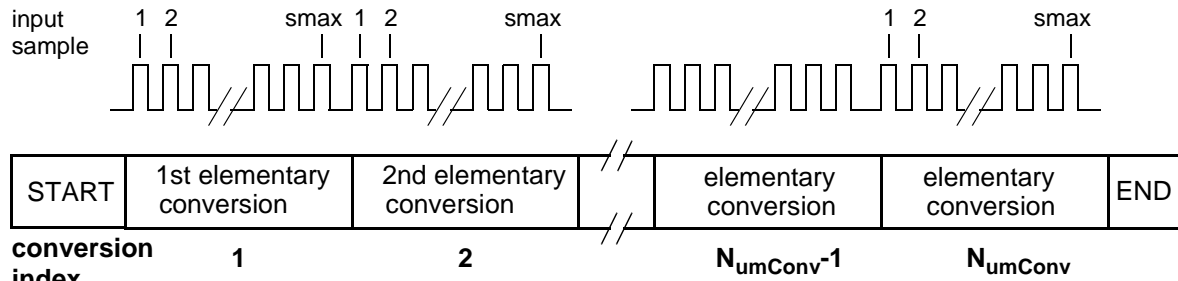 input sample
1 2 smax 1 2 smax 1 2 smax
START
1st elementary conversion
2nd elementary conversion
elementary conversion
elementary conversion
END
conversion index
1
2
NumConv-1
NumConv